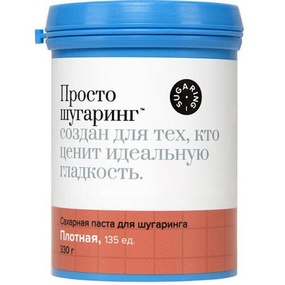 SUGARING
Просто
шугаринг™
создан для тех, кто
ценит идеальную
гладкость.
Сахарная паста для шугаринга
Плотная, 135 ед.
330 г